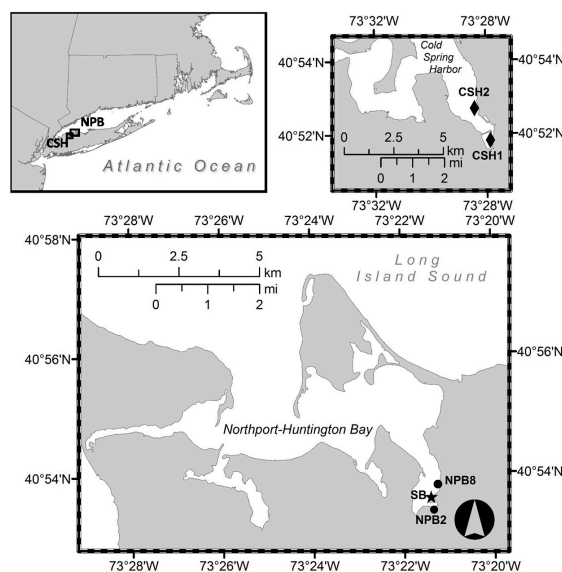 NPB
CSH
Atlantic Ocean
73°32'W 73°28'W
40°54'N 40°54'N
Cold
Spring
Harbor
CSH2
40°52'N 40°52'N
0 2.5 5
km
mi
0 1 2
CSH1
73°32'W 73°28'W
73°28'W 73°26'W 73°24'W 73°22'W 73°20'W
40°58'N
0 2.5 5
km
mi
0 1 2
Long
Island Sound
40°56'N 40°56'N
Northport-Huntington Bay
40°54'N 40°54'N
NPB8
SB
NPB2
73°28'W 73°26'W 73°24'W 73°22'W 73°20'W